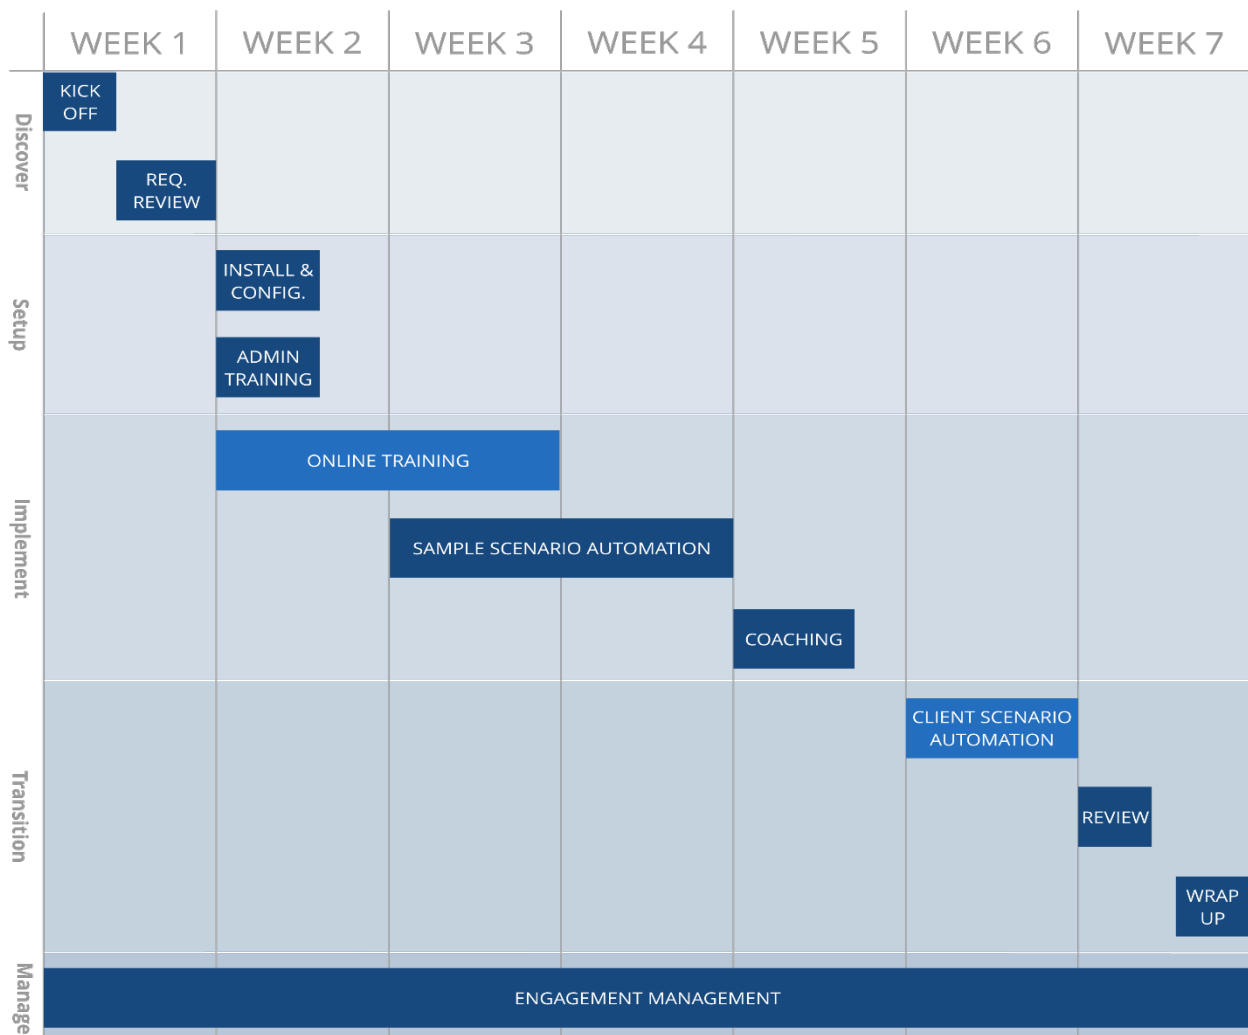 WEEK 1
WEEK 2
WEEK 3
WEEK 4
WEEK 5
WEEK 6
WEEK 7
Discover
KICK
OFF
REQ.
REVIEW
Setup
INSTALL &
CONFIG.
ADMIN
TRAINING
Implement
ONLINE TRAINING
SAMPLE SCENARIO AUTOMATION
COACHING
Transition
CLIENT SCENARIO
AUTOMATION
REVIEW
WRAP
UP
Manage
ENGAGEMENT MANAGEMENT